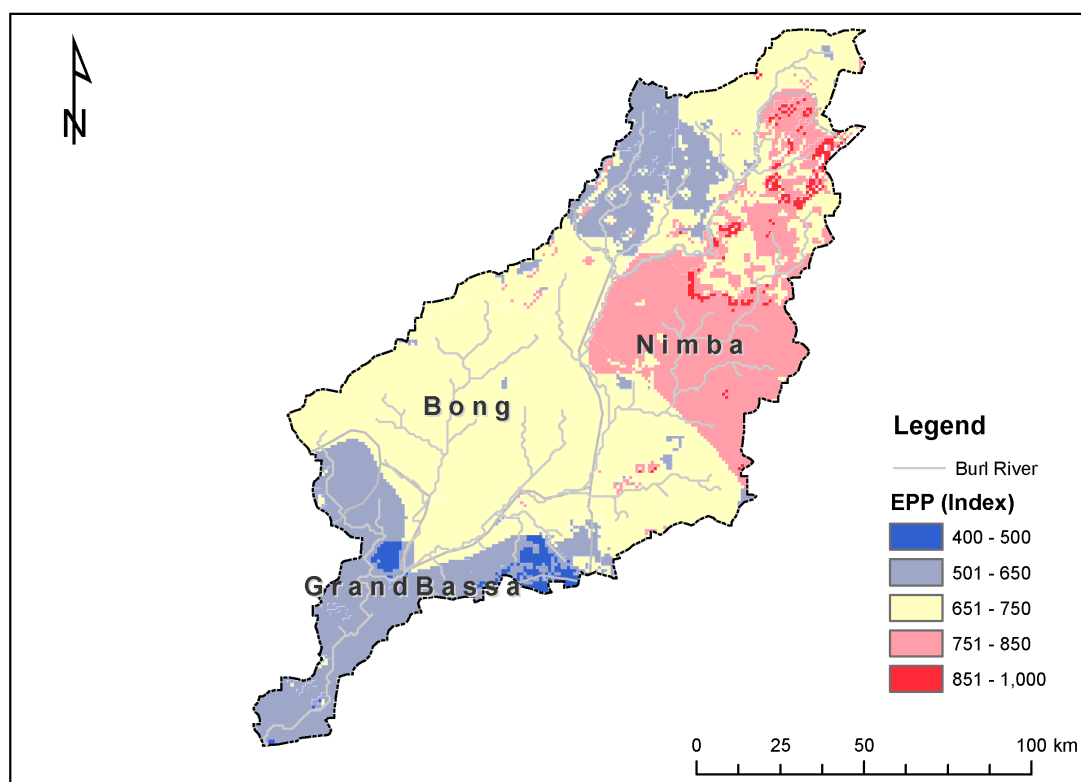 N
Nimba
Bong
GrandBassa
Legend
Burl River
EPP (Index)
400 - 500
501 - 650
651 - 750
751 - 850
851 - 1,000
0 25 50 100 km